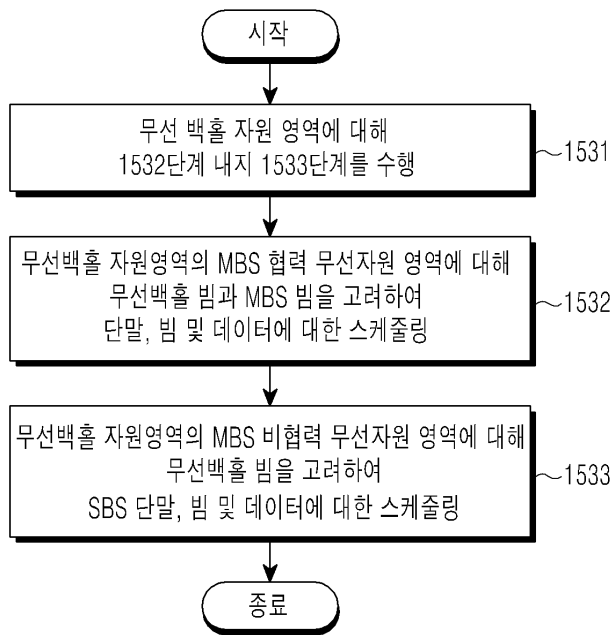 시작
무선 백홀 자원 영역에 대해
1532단계 내지 1533단계를 수행
1531
무선백홀 자원영역의 MBS 협력 무선자원 영역에 대해
무선백홀 빔과 MBS 빔을 고려하여
단말, 빔 및 데이터에 대한 스케줄링
1532
무선백홀 자원영역의 MBS 비협력 무선자원 영역에 대해
무선백홀 빔을 고려하여
SBS 단말, 빔 및 데이터에 대한 스케줄링
1533
종료